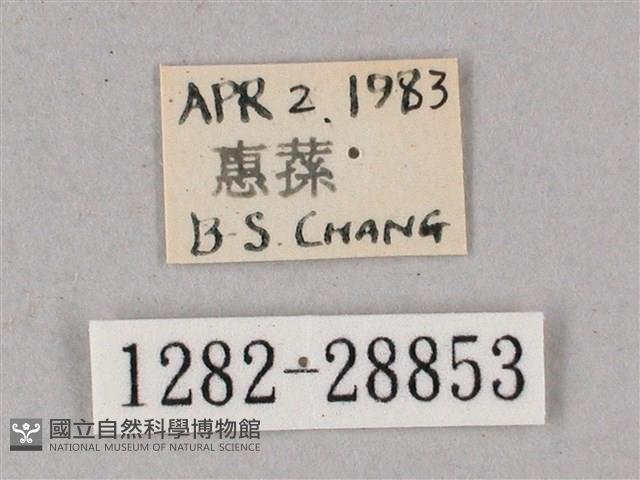 APR 2. 1983
惠蓀
B-S. CHANG
1282-28853
國立自然科學博物館
NATIONAL MUSEUM OF NATURAL SCIENCE